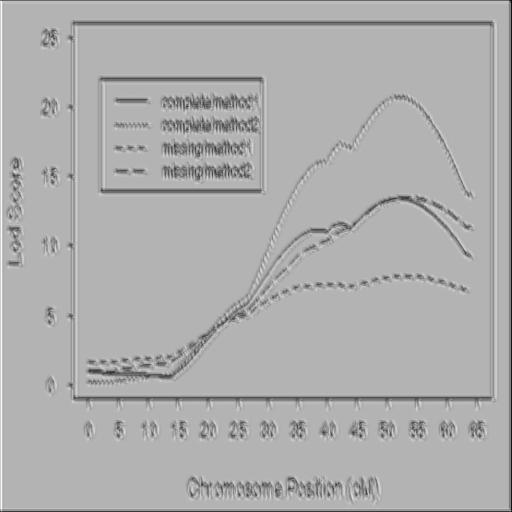 25
20
15
10
5
0
Lod Score
complete/method1
complete/method2
missing/method1
missing/method2
0 5 10 15 20 25 30 35 40 45 50 55 60 65
Chromosome Position (cM)